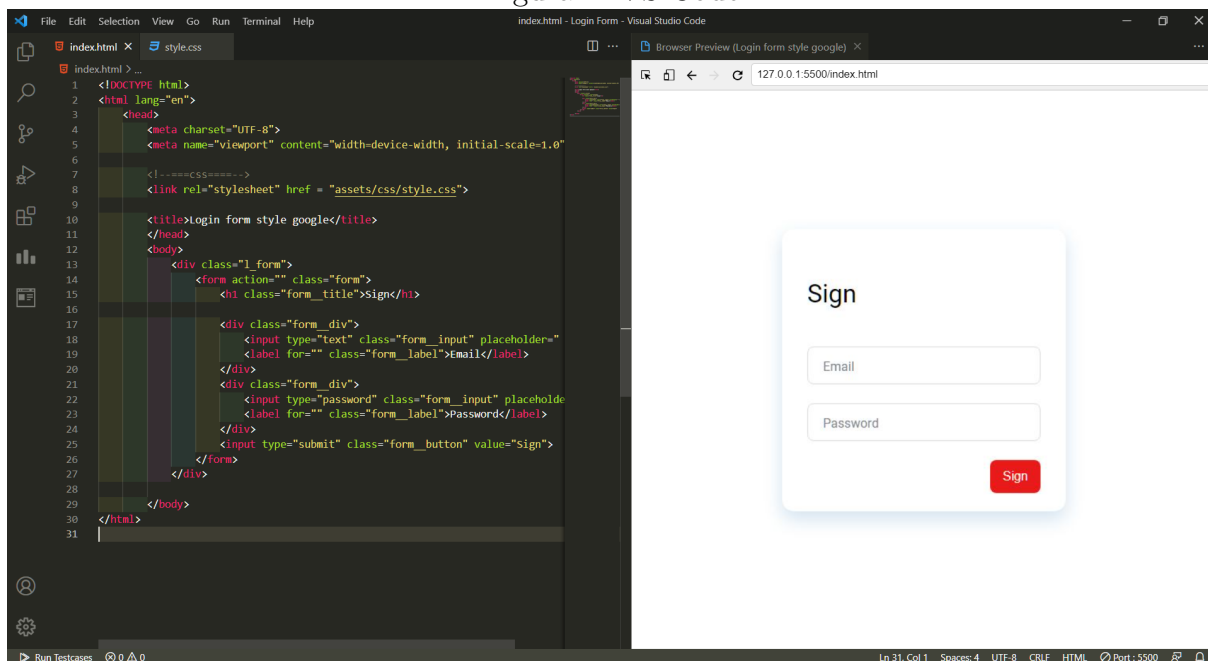 File Edit Selection View Go Run Terminal Help
index.html - Login Form - Visual Studio Code
index.html
style.css
index.html > ...
1 <!DOCTYPE html>
2 <html lang="en">
3 <head>
4 <meta charset="UTF-8">
5 <meta name="viewport" content="width=device-width, initial-scale=1.0"
6
7 <!--===css====-->
8 <link rel="stylesheet" href = "assets/css/style.css">
9
10 <title>Login form style google</title>
11 </head>
12 <body>
13 <div class="l_form">
14 <form action="" class="form">
15 <h1 class="form__title">Sign</h1>
16
17 <div class="form__div">
18 <input type="text" class="form__input" placeholder="
19 <label for="" class="form__label">Email</label>
20 </div>
21 <div class="form__div">
22 <input type="password" class="form__input" placeholde
23 <label for="" class="form__label">Password</label>
24 </div>
25 <input type="submit" class="form__button" value="Sign">
26 </form>
27 </div>
28
29 </body>
30 </html>
31
Browser Preview (Login form style google)
127.0.0.1:5500/index.html
Sign
Email
Password
Sign
Run Testcases 0 0
Ln 31, Col 1 Spaces: 4 UTF-8 CRLF HTML Port : 5500